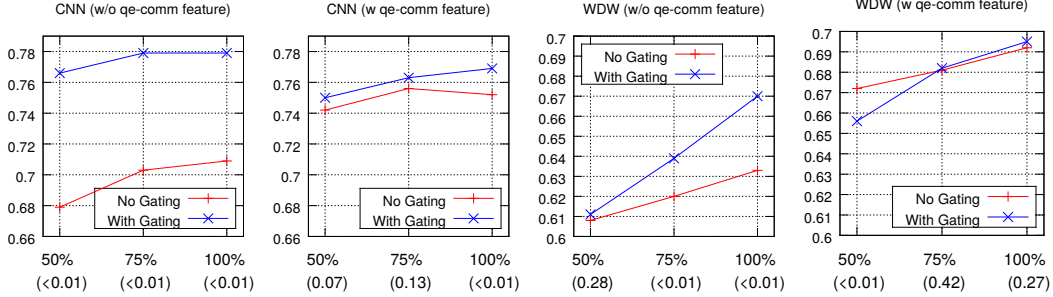 CNN (w/o qe-comm feature)
0.78
0.76
0.74
0.72
0.7
0.68
0.66
No Gating
With Gating
50% 75% 100%
(<0.01) (<0.01) (<0.01)
CNN (w qe-comm feature)
0.78
0.76
0.74
0.72
0.7
0.68
0.66
No Gating
With Gating
50% 75% 100%
(0.07) (0.13) (<0.01)
WDW (w/o qe-comm feature)
0.7
0.69
0.68
0.67
0.66
0.65
0.64
0.63
0.62
0.61
0.6
No Gating
With Gating
50% 75% 100%
(0.28) (<0.01) (<0.01)
WDW (w qe-comm feature)
0.7
0.69
0.68
0.67
0.66
0.65
0.64
0.63
0.62
0.61
0.6
No Gating
With Gating
50% 75% 100%
(<0.01) (0.42) (0.27)